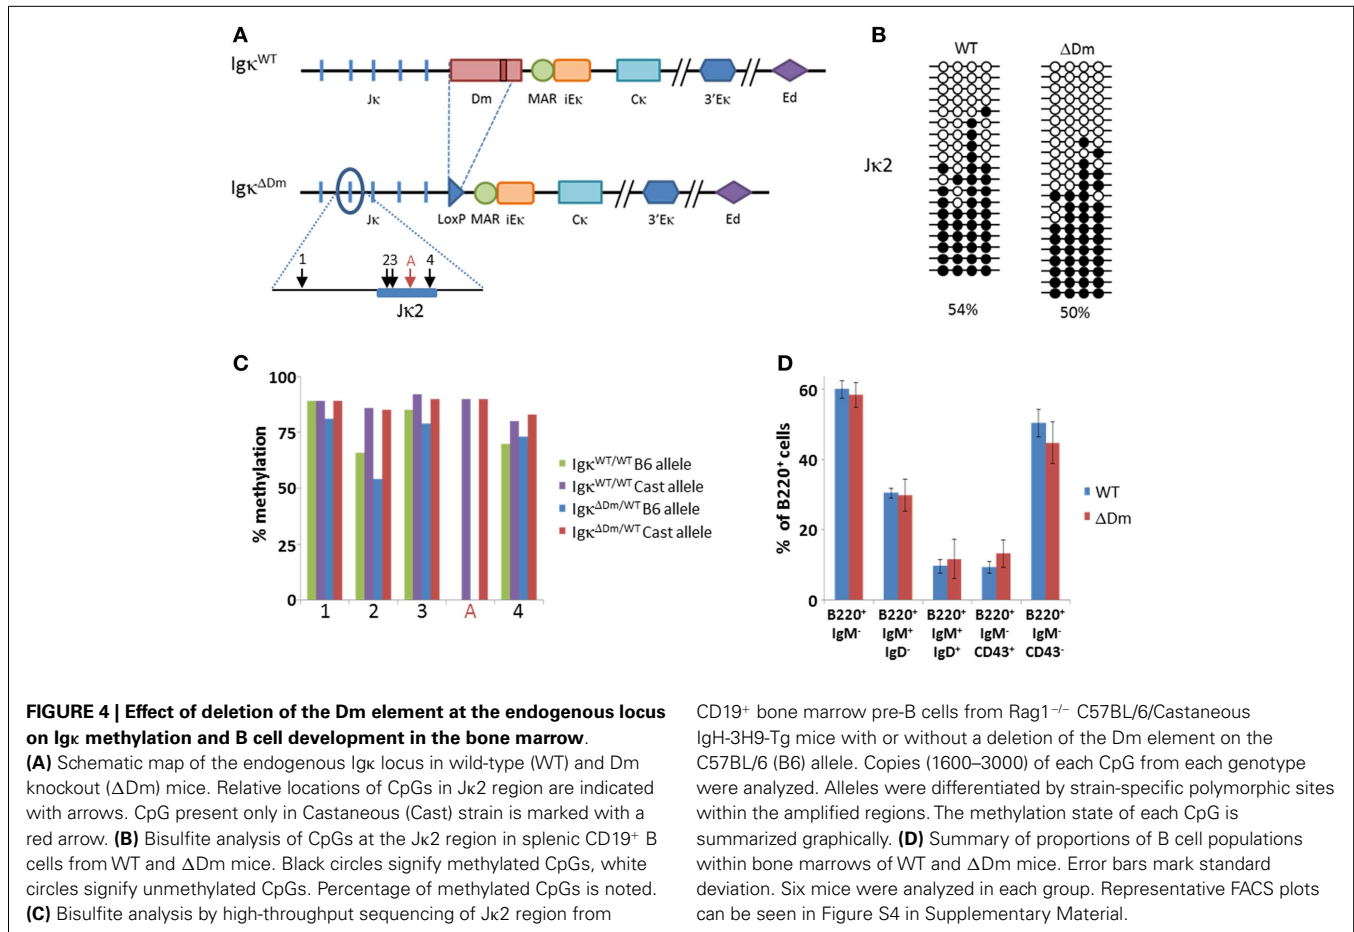 A
Igκ^WT
Jκ
Dm
MAR
iEκ
Cκ
3'Eκ
Ed
Igκ^ΔDm
Jκ
LoxP
MAR
iEκ
Cκ
3'Eκ
Ed
1
23
A
4
Jκ2
B
WT
ΔDm
Jκ2
54%
50%
C
% methylation
100
75
50
25
0
1
2
3
A
4
Igκ^WT/WT B6 allele
Igκ^WT/WT Cast allele
Igκ^ΔDm/WT B6 allele
Igκ^ΔDm/WT Cast allele
D
% of B220⁺ cells
60
40
20
0
B220⁺
IgM⁻
B220⁺
IgM⁺
IgD⁻
B220⁺
IgM⁺
IgD⁺
B220⁺
IgM⁻
CD43⁺
B220⁺
IgM⁻
CD43⁻
WT
ΔDm
FIGURE 4 | Effect of deletion of the Dm element at the endogenous locus
on Igκ methylation and B cell development in the bone marrow.
(A) Schematic map of the endogenous Igκ locus in wild-type (WT) and Dm
knockout (ΔDm) mice. Relative locations of CpGs in Jκ2 region are indicated
with arrows. CpG present only in Castaneous (Cast) strain is marked with a
red arrow. (B) Bisulfite analysis of CpGs at the Jκ2 region in splenic CD19⁺ B
cells from WT and ΔDm mice. Black circles signify methylated CpGs, white
circles signify unmethylated CpGs. Percentage of methylated CpGs is noted.
(C) Bisulfite analysis by high-throughput sequencing of Jκ2 region from
CD19⁺ bone marrow pre-B cells from Rag1⁻/⁻ C57BL/6/Castaneous
IgH-3H9-Tg mice with or without a deletion of the Dm element on the
C57BL/6 (B6) allele. Copies (1600–3000) of each CpG from each genotype
were analyzed. Alleles were differentiated by strain-specific polymorphic sites
within the amplified regions. The methylation state of each CpG is
summarized graphically. (D) Summary of proportions of B cell populations
within bone marrows of WT and ΔDm mice. Error bars mark standard
deviation. Six mice were analyzed in each group. Representative FACS plots
can be seen in Figure S4 in Supplementary Material.